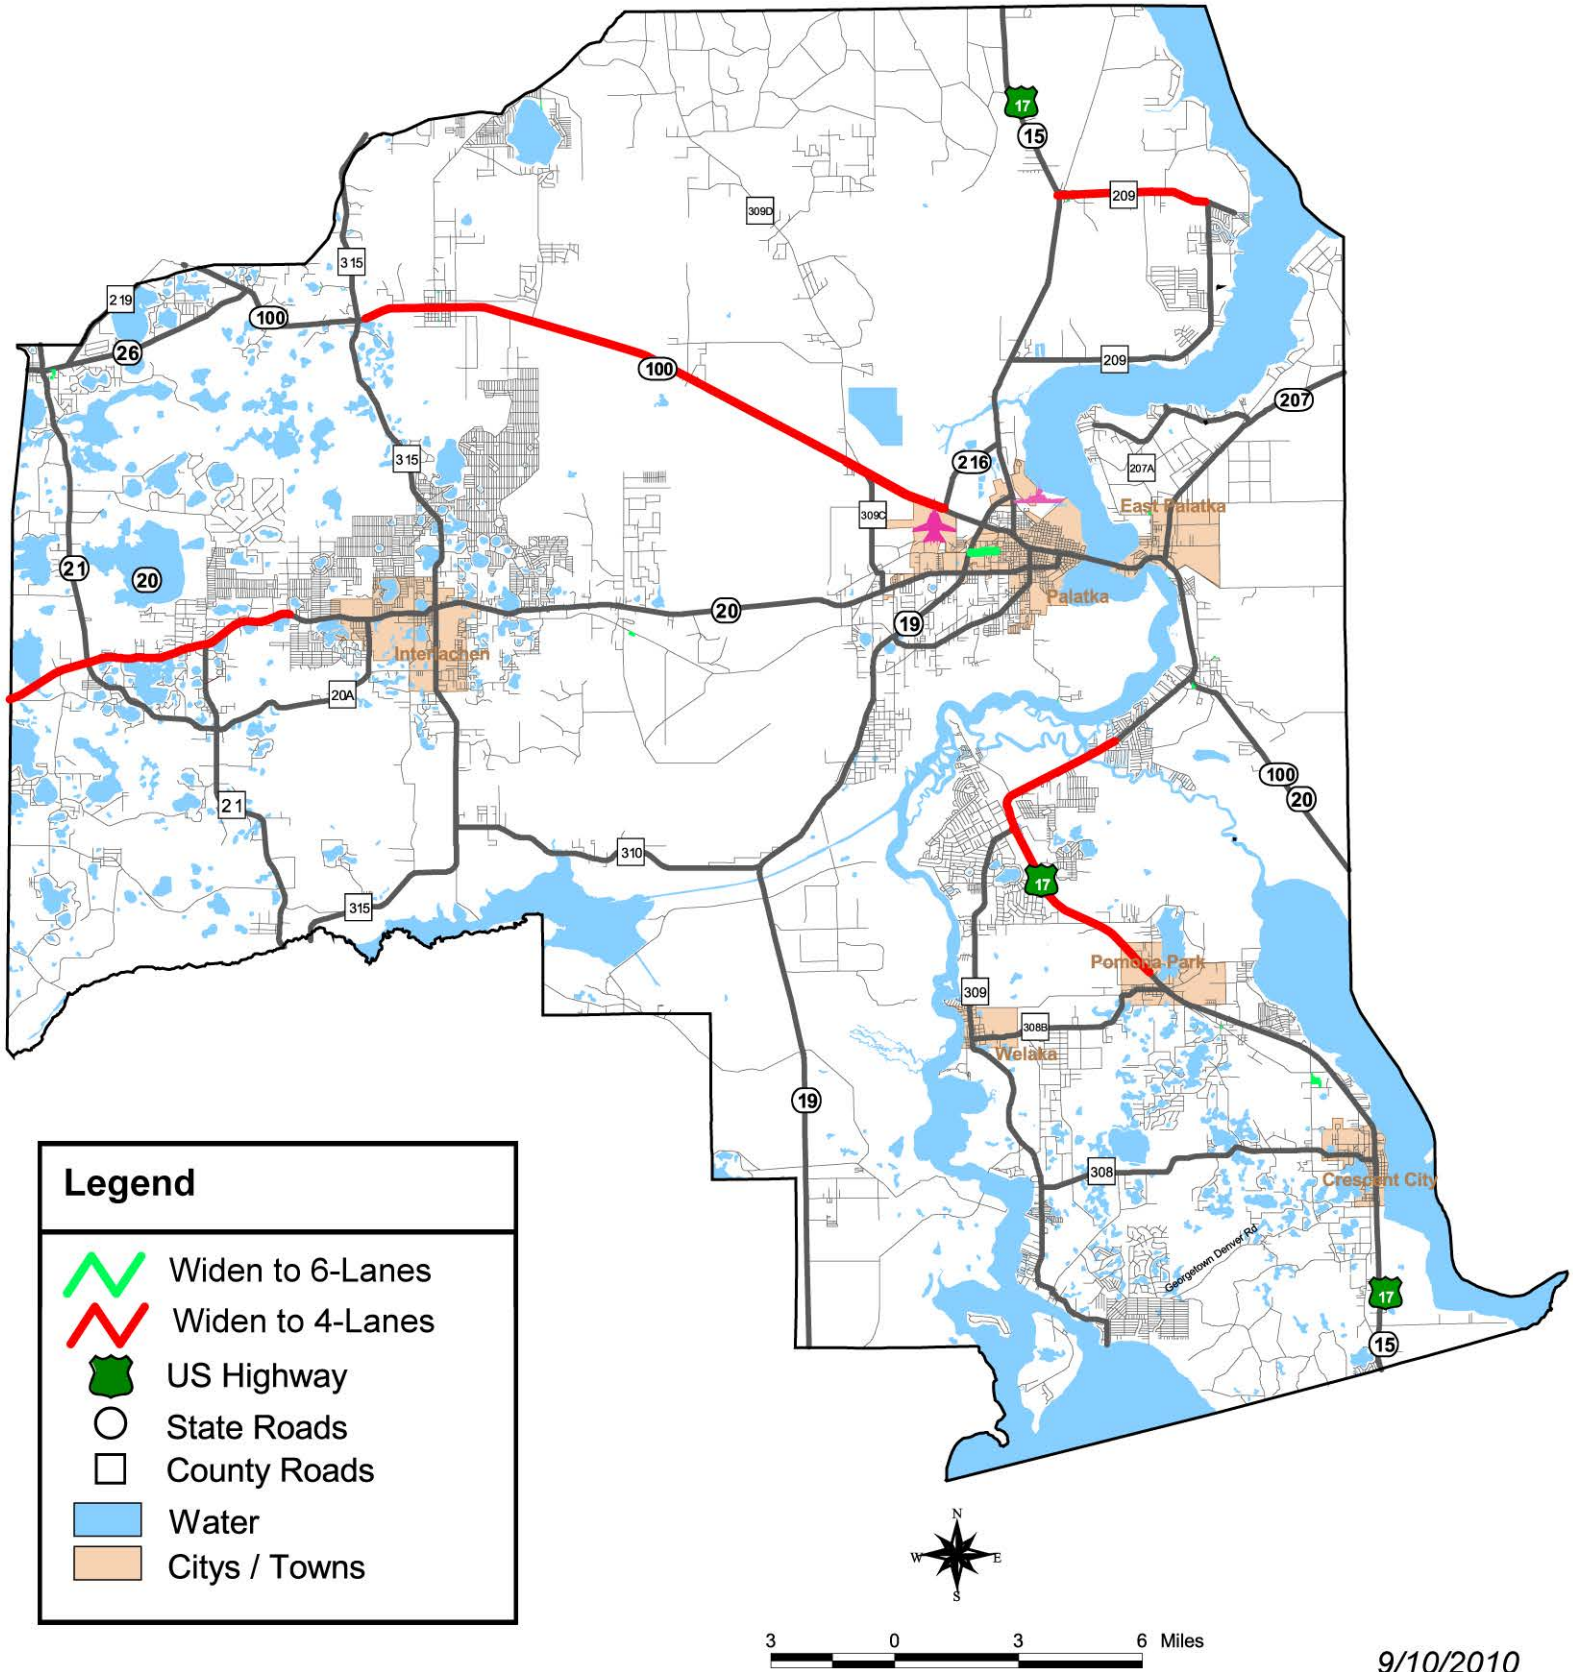 17
15
209
309D
315
219
100
26
100
209
207
315
216
207A
309C
East Palatka
21
20
Palatka
20
19
Interlachen
20A
100
20
21
310
17
315
Pomona Park
309
308B
Welaka
19
308
Crescent City
Georgetown Denver Rd
17
15
Legend
Widen to 6-Lanes
Widen to 4-Lanes
US Highway
State Roads
County Roads
Water
Citys / Towns
N
W E
S
3 0 3 6 Miles
9/10/2010